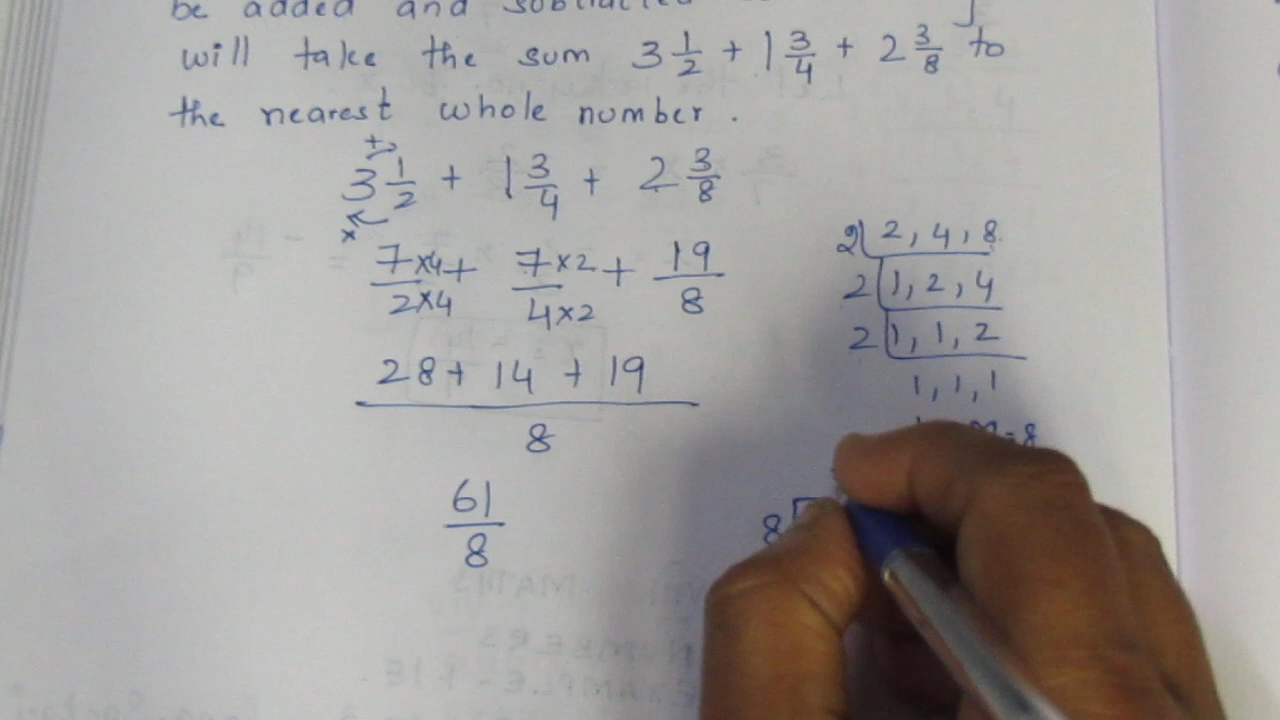 be added and
will take the sum 3 1/2 + 1 3/4 + 2 3/8 to
the nearest whole number.
+
3 1/2 + 1 3/4 + 2 3/8
×
7×4/2×4 + 7×2/4×2 + 19/8
28 + 14 + 19
8
61
8
2 2, 4, 8
2 1, 2, 4
2 1, 1, 2
1, 1, 1
8